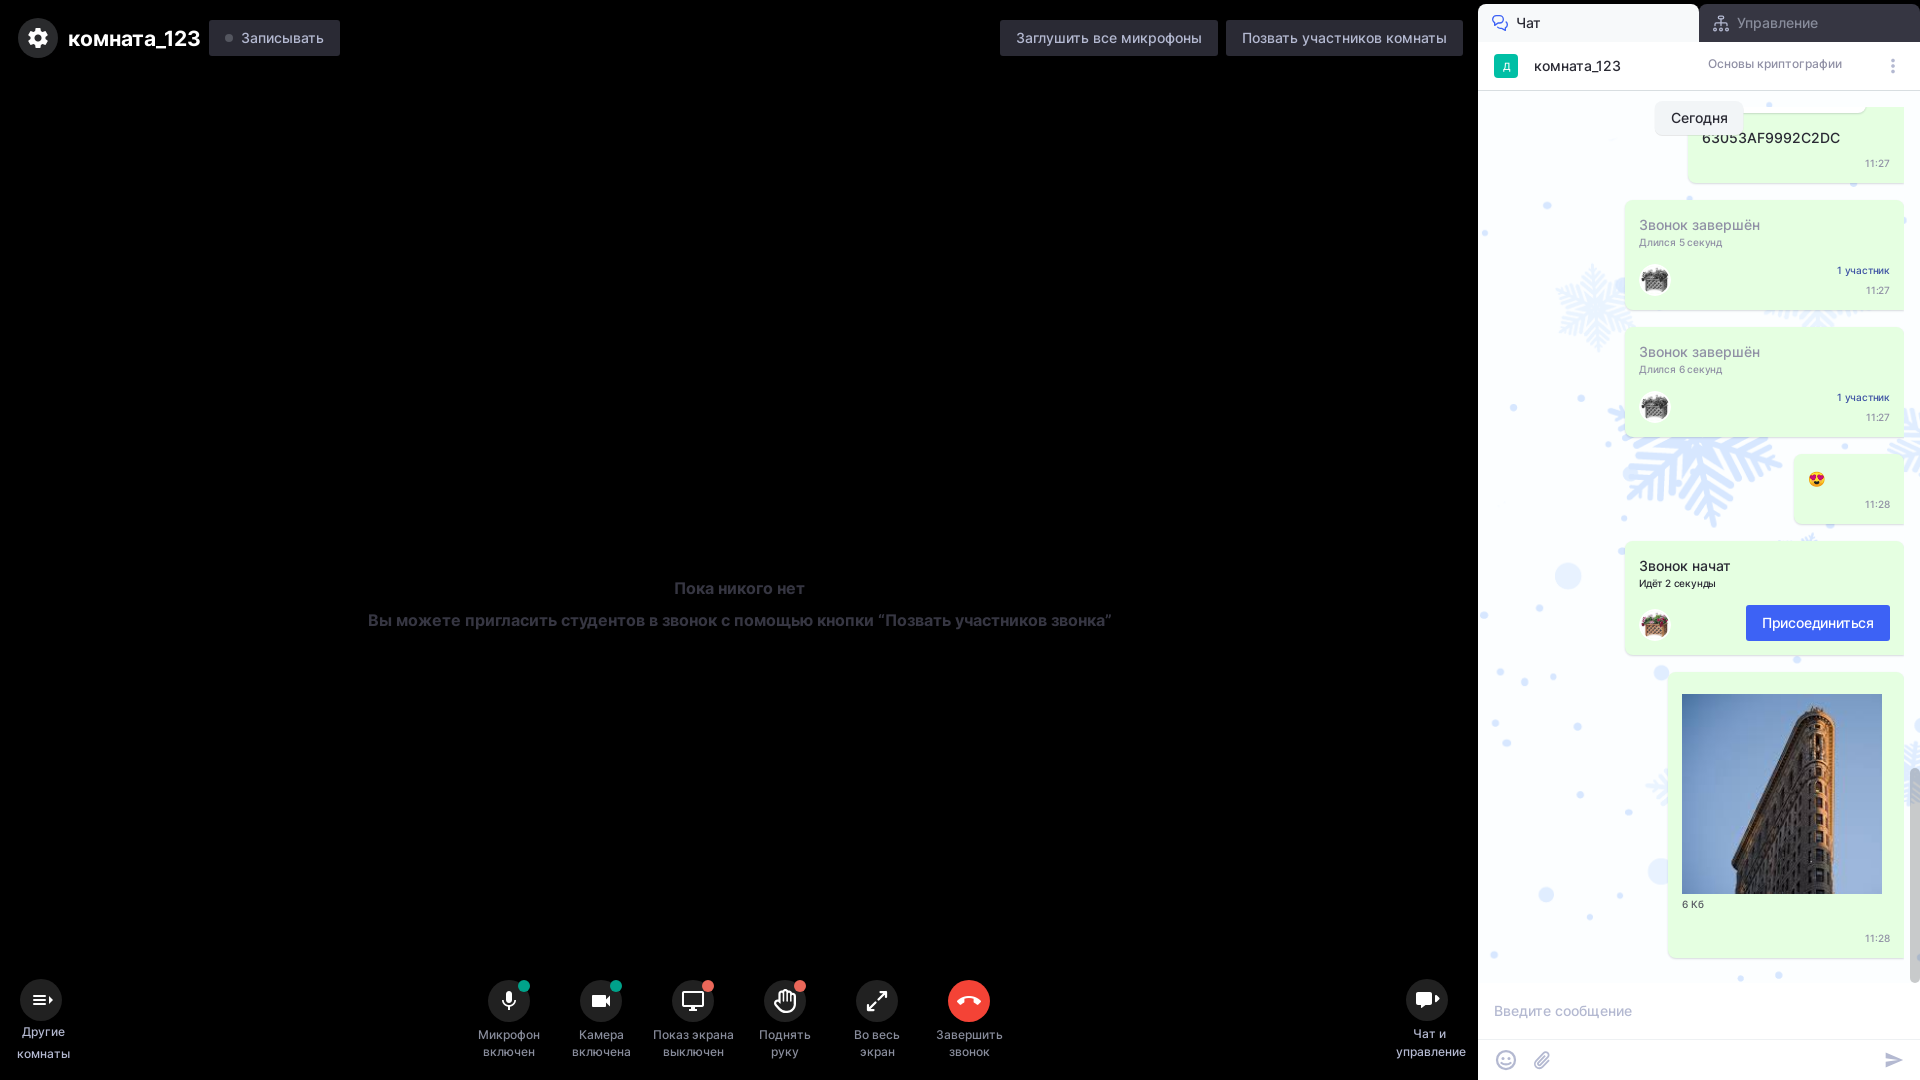 комната_123
Записывать
Заглушить все микрофоны
Позвать участников комнаты
Чат
Управление
Д
комната_123
Основы криптографии
Сегодня
63053AF9992C2DC
11:27
Звонок завершён
Длился 5 секунд
1 участник
11:27
Звонок завершён
Длился 6 секунд
1 участник
11:27
11:28
Звонок начат
Идёт 2 секунды
Присоединиться
6 Кб
11:28
Пока никого нет
Вы можете пригласить студентов в звонок с помощью кнопки “Позвать участников звонка”
Другие
комнаты
Микрофон
включен
Камера
включена
Показ экрана
выключен
Поднять
руку
Во весь
экран
Завершить
звонок
Чат и
управление
Введите сообщение